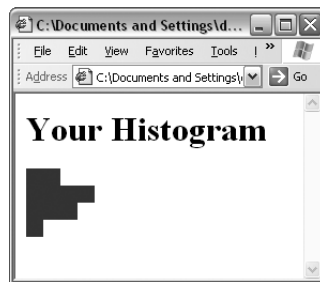 C:\Documents and Settings\d...
File Edit View Favorites Tools »
Address C:\Documents and Settings\ Go
Your Histogram